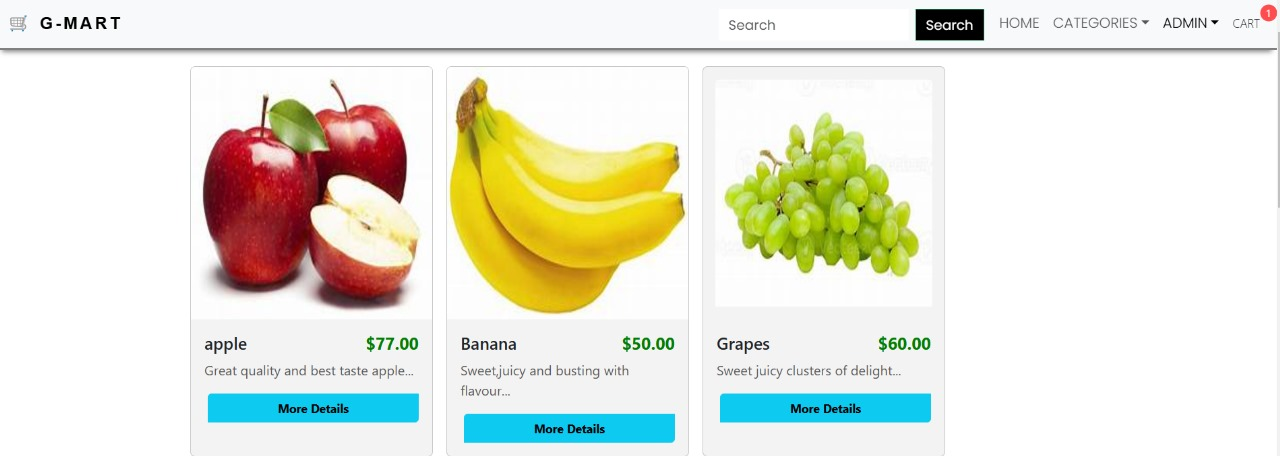 G-MART
Search
Search
HOME
CATEGORIES
ADMIN
CART
1
apple
$77.00
Great quality and best taste apple...
More Details
Banana
$50.00
Sweet,juicy and busting with
flavour...
More Details
Grapes
$60.00
Sweet juicy clusters of delight...
More Details